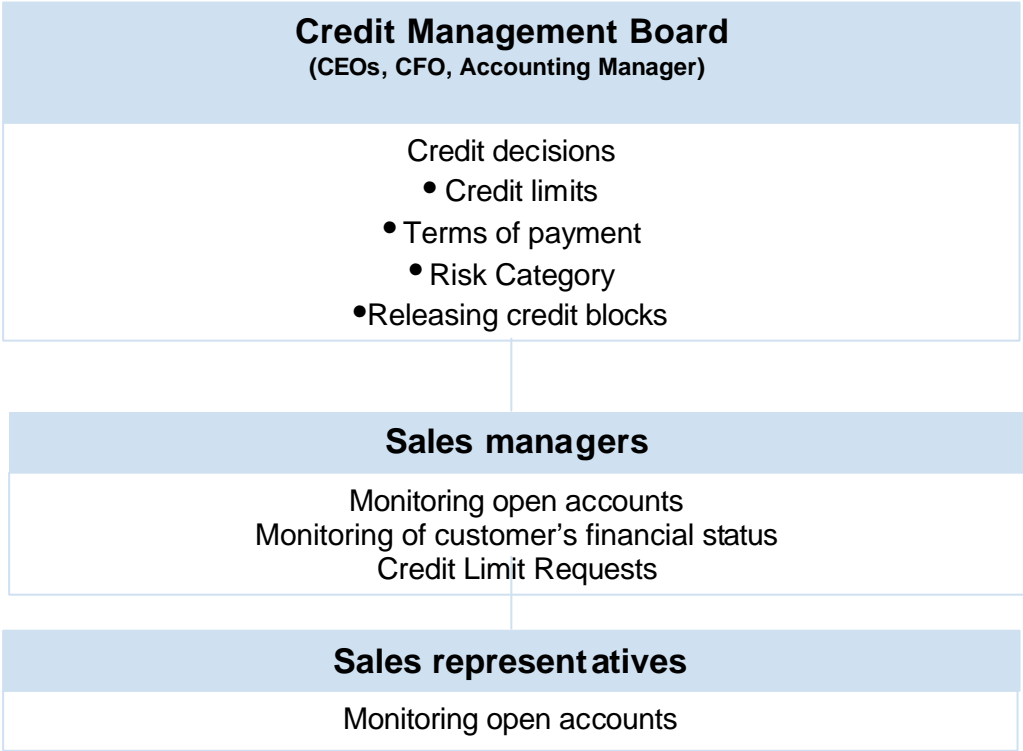 Credit Management Board
(CEOs, CFO, Accounting Manager)
Credit decisions
• Credit limits
• Terms of payment
• Risk Category
•Releasing credit blocks
Sales managers
Monitoring open accounts
Monitoring of customer’s financial status
Credit Limit Requests
Sales representatives
Monitoring open accounts